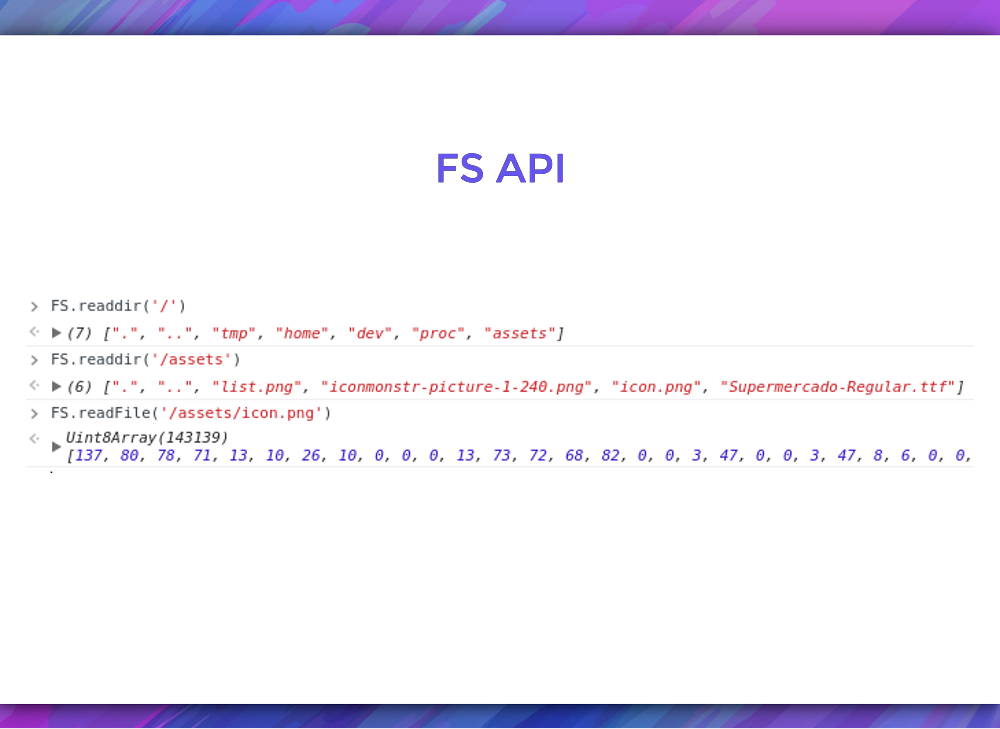 FS API
> FS.readdir('/')
<· ▶ (7) [".", "..", "tmp", "home", "dev", "proc", "assets"]
> FS.readdir('/assets')
<· ▶ (6) [".", "..", "list.png", "iconmonstr-picture-1-240.png", "icon.png", "Supermercado-Regular.ttf"]
> FS.readFile('/assets/icon.png')
<· ▶ Uint8Array(143139)
[137, 80, 78, 71, 13, 10, 26, 10, 0, 0, 0, 13, 73, 72, 68, 82, 0, 0, 3, 47, 0, 0, 3, 47, 8, 6, 0, 0,